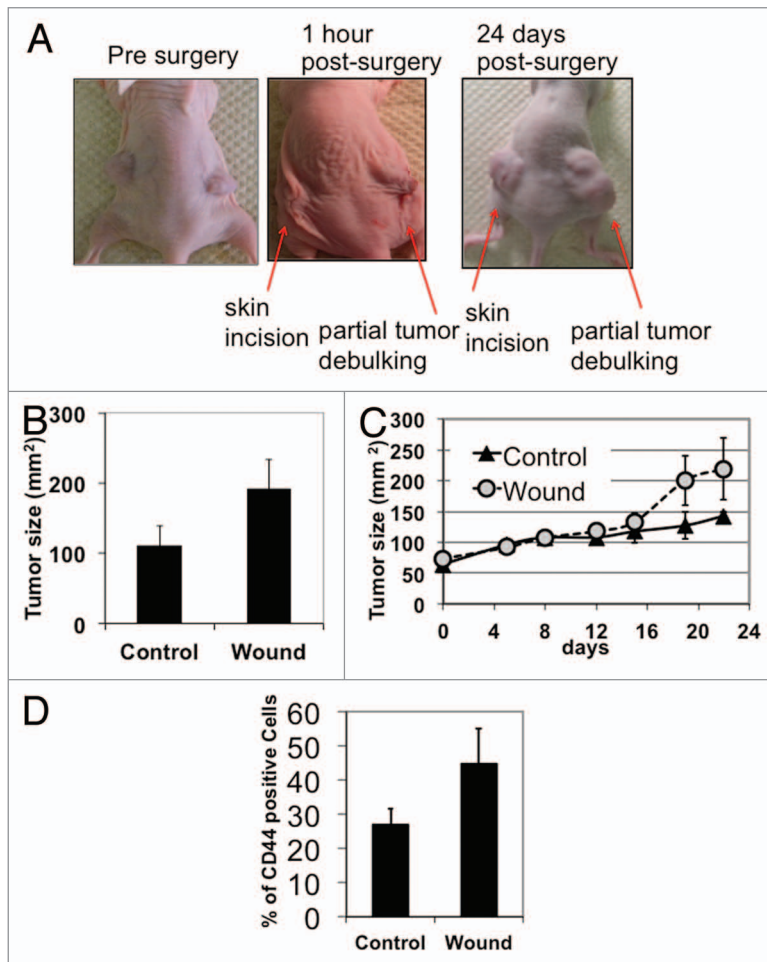 A
Pre surgery
1 hour
post-surgery
24 days
post-surgery
skin
incision
partial tumor
debulking
skin
incision
partial tumor
debulking
B
Tumor size (mm²)
300
200
100
0
Control
Wound
C
Tumor size (mm²)
300
250
200
150
100
50
0
Control
Wound
0 4 8 12 16 20 24
days
D
% of CD44 positive Cells
60
50
40
30
20
10
0
Control
Wound